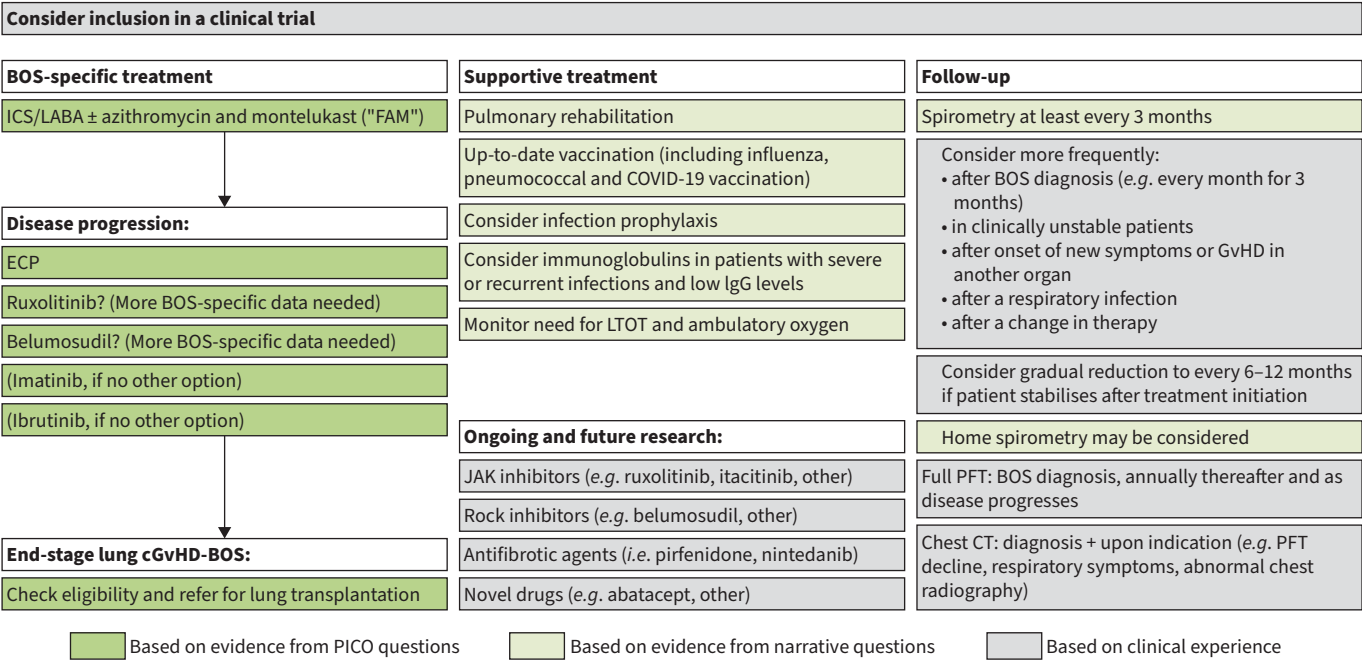 Consider inclusion in a clinical trial
BOS-specific treatment
ICS/LABA ± azithromycin and montelukast ("FAM")
Disease progression:
ECP
Ruxolitinib? (More BOS-specific data needed)
Belumosudil? (More BOS-specific data needed)
(Imatinib, if no other option)
(Ibrutinib, if no other option)
End-stage lung cGvHD-BOS:
Check eligibility and refer for lung transplantation
Supportive treatment
Pulmonary rehabilitation
Up-to-date vaccination (including influenza,
pneumococcal and COVID-19 vaccination)
Consider infection prophylaxis
Consider immunoglobulins in patients with severe
or recurrent infections and low IgG levels
Monitor need for LTOT and ambulatory oxygen
Ongoing and future research:
JAK inhibitors (e.g. ruxolitinib, itacitinib, other)
Rock inhibitors (e.g. belumosudil, other)
Antifibrotic agents (i.e. pirfenidone, nintedanib)
Novel drugs (e.g. abatacept, other)
Follow-up
Spirometry at least every 3 months
Consider more frequently:
• after BOS diagnosis (e.g. every month for 3
months)
• in clinically unstable patients
• after onset of new symptoms or GvHD in
another organ
• after a respiratory infection
• after a change in therapy
Consider gradual reduction to every 6–12 months
if patient stabilises after treatment initiation
Home spirometry may be considered
Full PFT: BOS diagnosis, annually thereafter and as
disease progresses
Chest CT: diagnosis + upon indication (e.g. PFT
decline, respiratory symptoms, abnormal chest
radiography)
Based on evidence from PICO questions
Based on evidence from narrative questions
Based on clinical experience